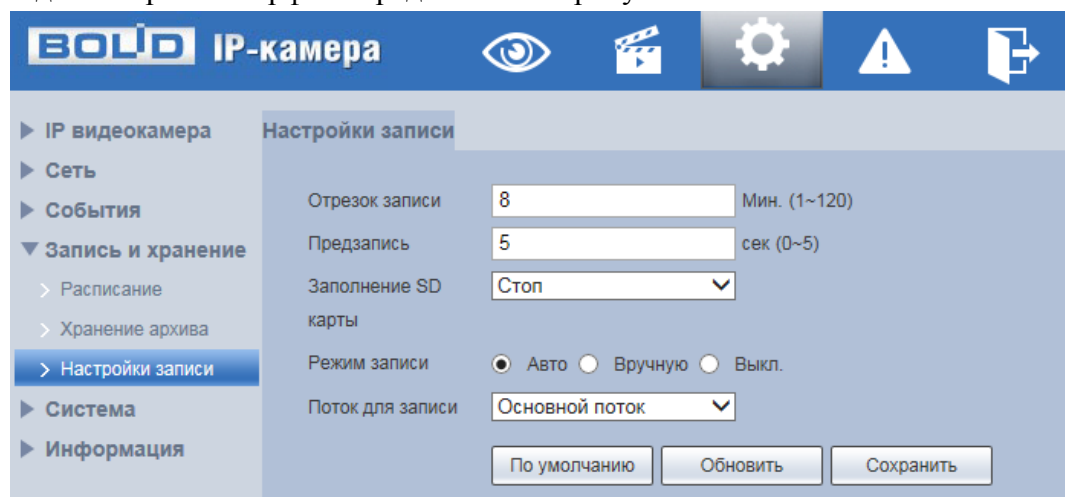 BOLID IP-камера
IP видеокамера
Сеть
События
Запись и хранение
Расписание
Хранение архива
Настройки записи
Система
Информация
Настройки записи
Отрезок записи 8 Мин. (1~120)
Предзапись 5 сек (0~5)
Заполнение SD Стоп
карты
Режим записи Авто Вручную Выкл.
Поток для записи Основной поток
По умолчанию Обновить Сохранить